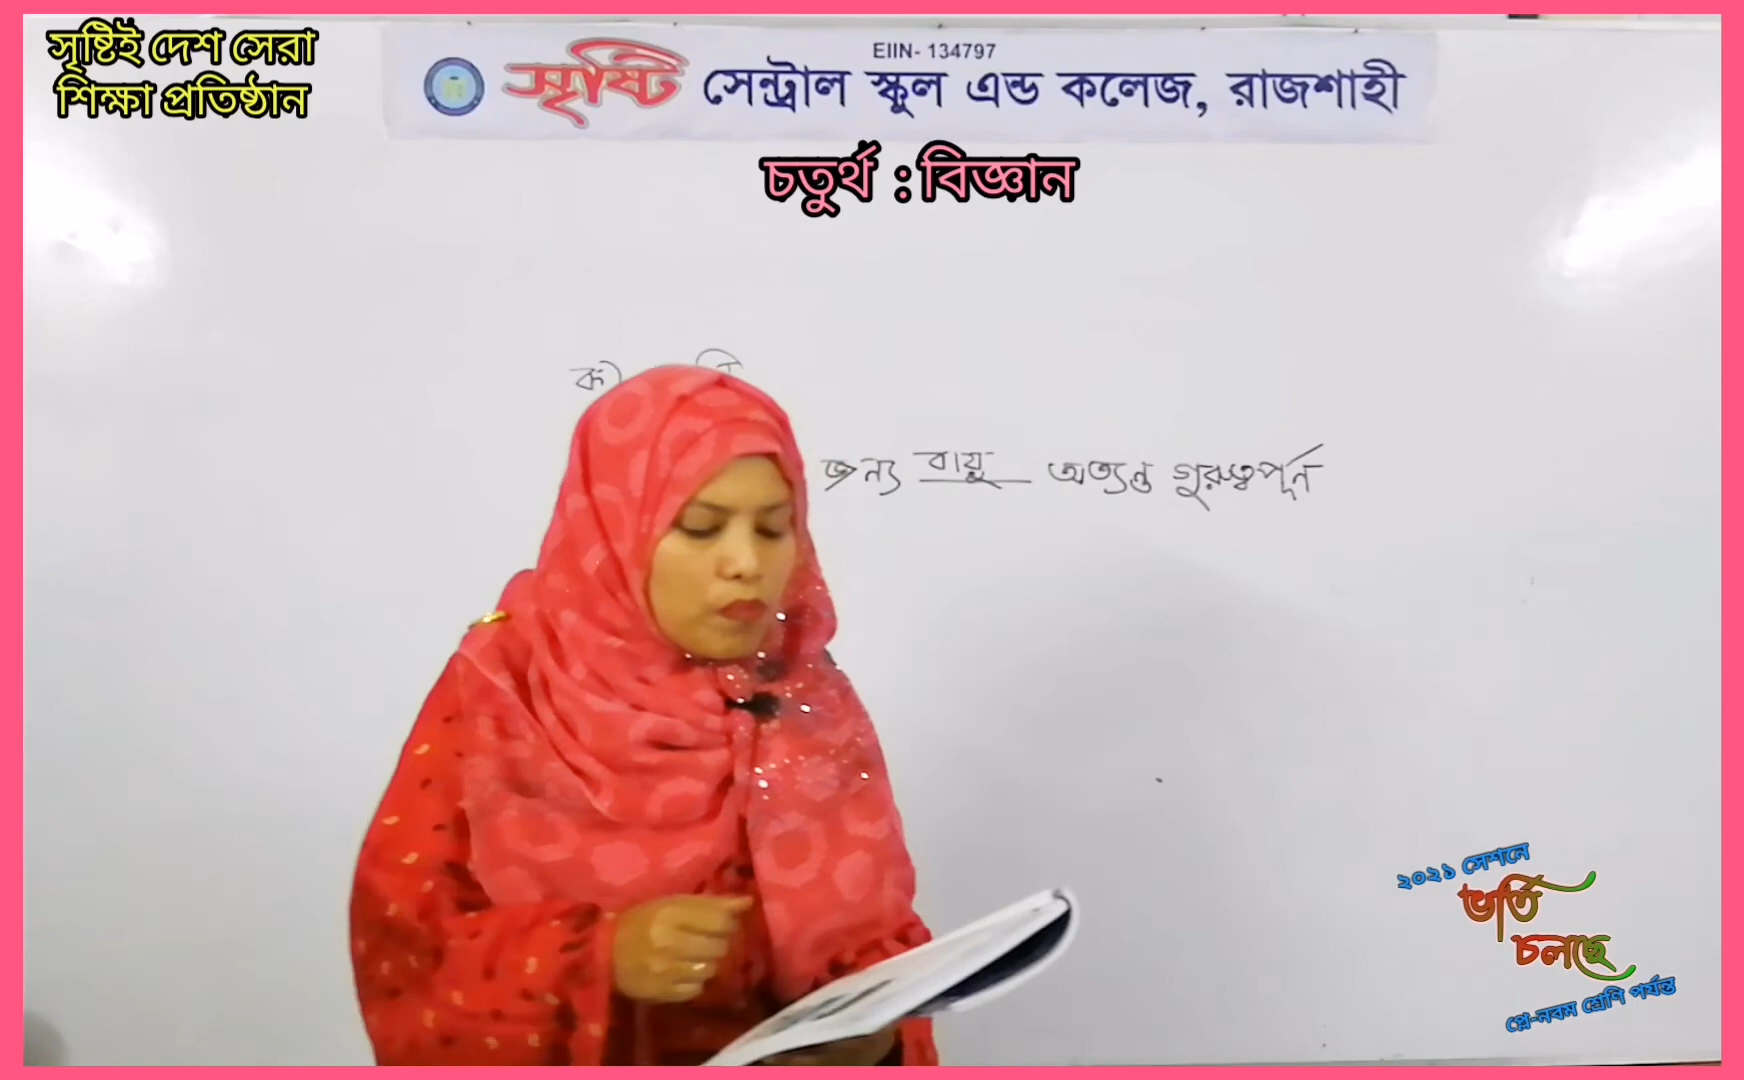 সৃষ্টিই দেশ সেরা
শিক্ষা প্রতিষ্ঠান
EIIN- 134797
সৃষ্টি সেন্ট্রাল স্কুল এন্ড কলেজ, রাজশাহী
চতুর্থ : বিজ্ঞান
জন্য বায়ু অত্যন্ত গুরুত্বপূর্ন
২০২১ সেশনে
ভর্তি
চলছে
প্লে-নবম শ্রেণি পর্যন্ত